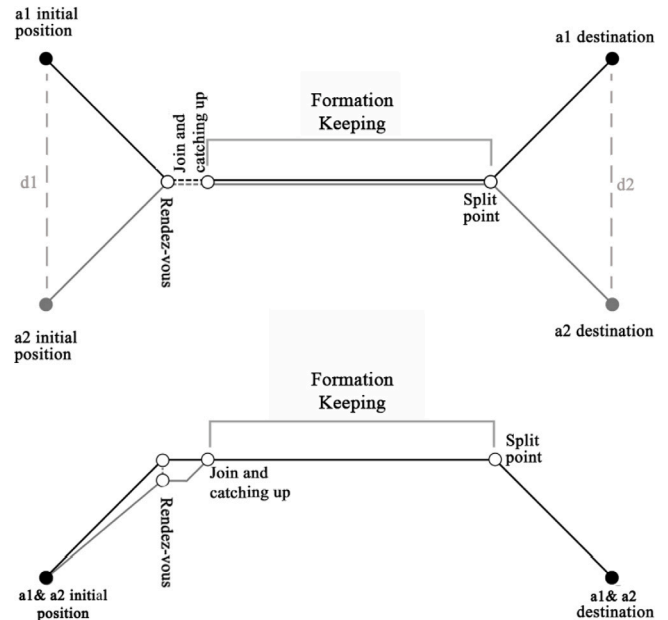 a1 initial
position
a1 destination
Formation
Keeping
Join and
catching up
d1
d2
Rendez-vous
Split
point
a2 initial
position
a2 destination
Formation
Keeping
Split
point
Join and
catching up
Rendez-vous
a1& a2 initial
position
a1& a2
destination